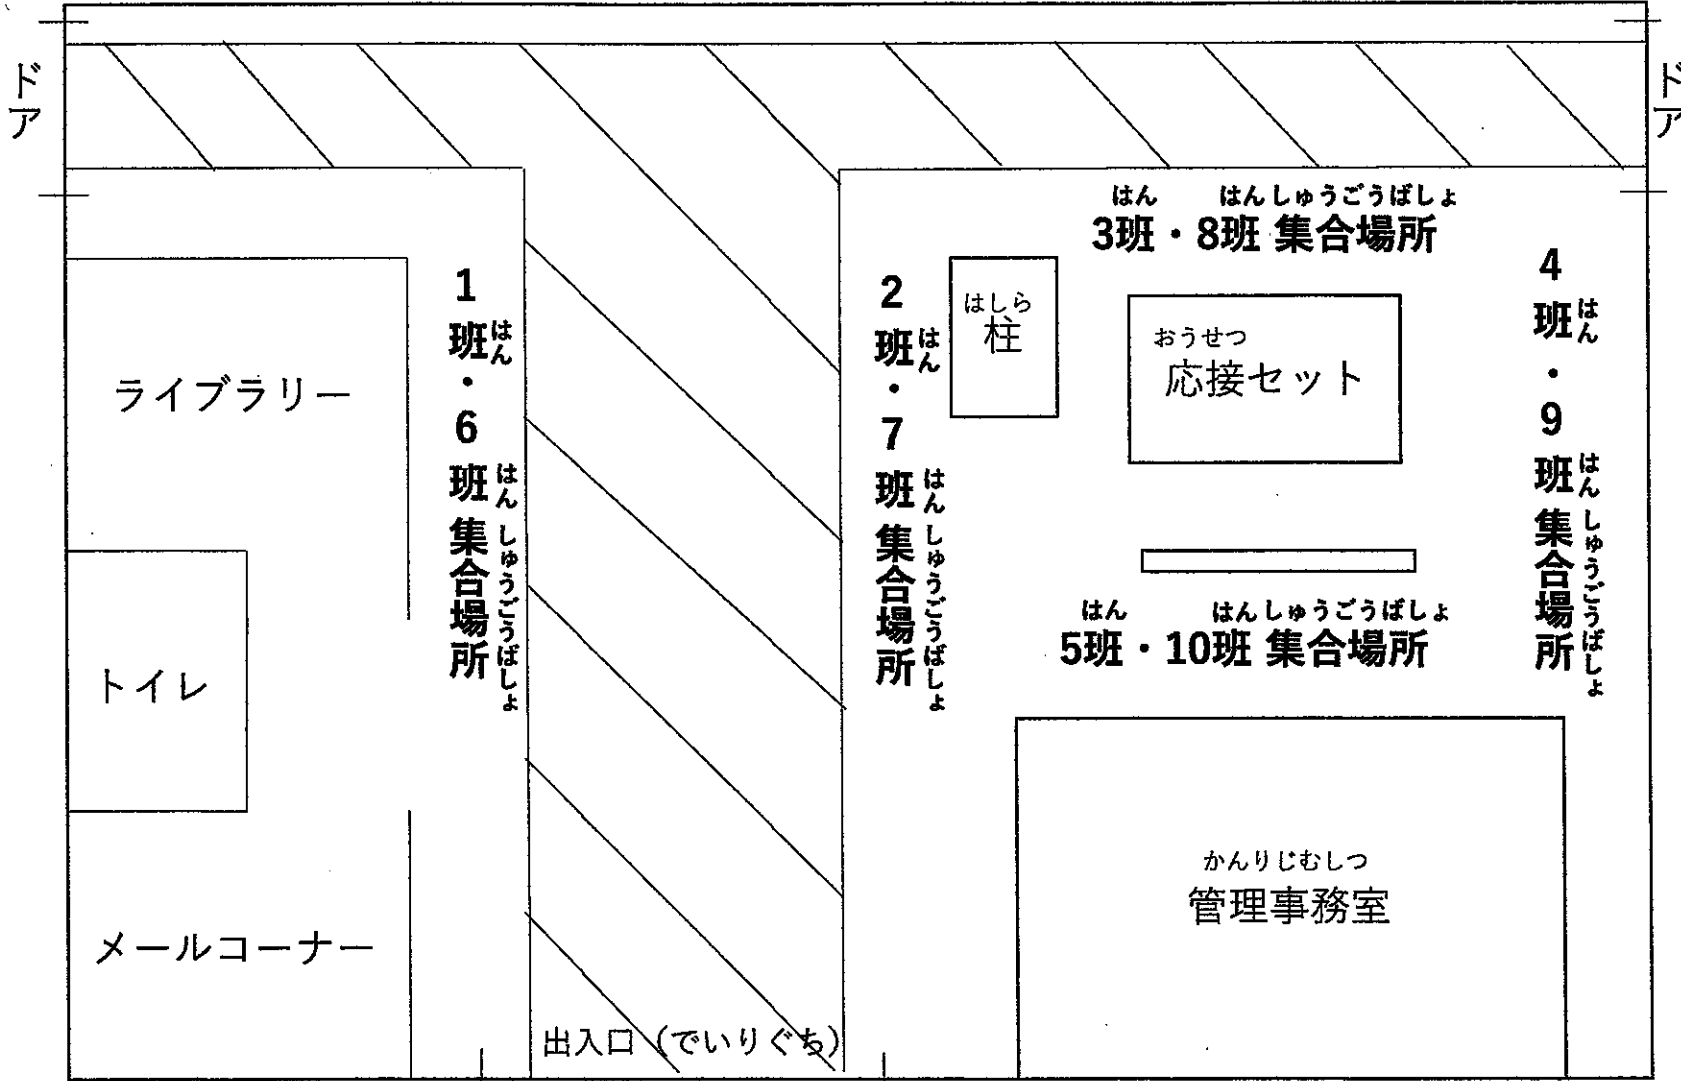 ドア
ドア
はん はんしゅうごうばしょ
3班・8班 集合場所
1班・6班 集合場所
はん はん しゅうごうばしょ
2班・7班 集合場所
はん はん しゅうごうばしょ
はしら
柱
おうせつ
応接セット
4班・9班 集合場所
はん はん しゅうごうばしょ
ライブラリー
はん はんしゅうごうばしょ
5班・10班 集合場所
トイレ
かんりじむしつ
管理事務室
メールコーナー
出入口(でいりぐち)